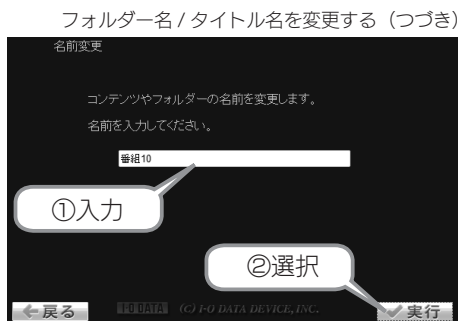 フォルダー名 / タイトル名を変更する（つづき）
名前変更
コンテンツやフォルダーの名前を変更します。
名前を入力してください。
番組10
①入力
②選択
戻る
I-O DATA (C) I-O DATA DEVICE, INC.
実行